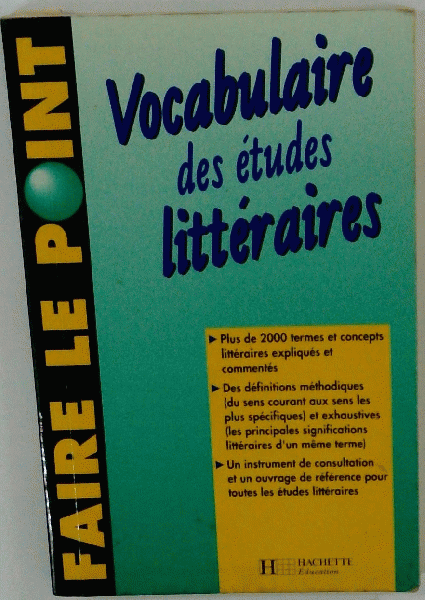 FAIRE LE POINT
Vocabulaire
des études
littéraires
► Plus de 2000 termes et concepts
littéraires expliqués et
commentés
► Des définitions méthodiques
(du sens courant aux sens les
plus spécifiques) et exhaustives
(les principales significations
littéraires d'un même terme)
► Un instrument de consultation
et un ouvrage de référence pour
toutes les études littéraires
H HACHETTE
Education